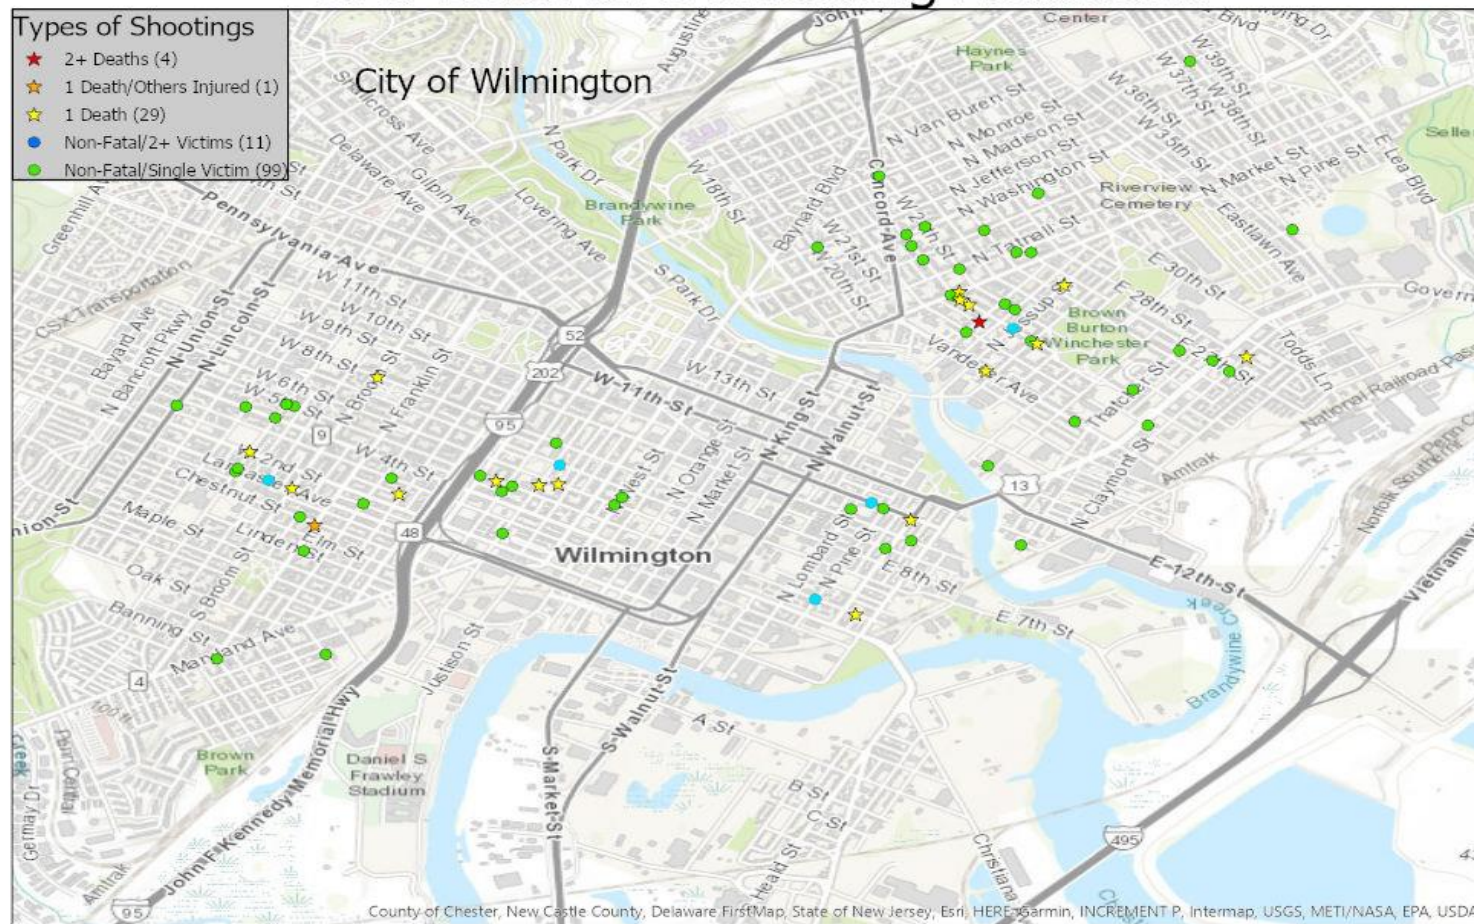 Types of Shootings
2+ Deaths (4)
1 Death/Others Injured (1)
1 Death (29)
Non-Fatal/2+ Victims (11)
Non-Fatal/Single Victim (99)
City of Wilmington
Center
Blvd
Haynes
Park
W 39th St
W 37th St
W 38th St
W 36th St
W 35th St
N Van Buren St
N Monroe St
N Madison St
N Jefferson St
N Washington St
N Market St
N Pine St
E Lea Blvd
Riverview
Cemetery
Eastlawn Ave
N Tatnall St
Concord Ave
Baynard Blvd
W 21st St
W 20th St
W 18th St
N Park Dr
S Park Dr
Brandywine
Park
Augustine
Delaware Ave
Gilpin Ave
Lovering Ave
Greenhill
Pennsylvania Ave
CSX Transportation
Bayard Ave
N Bancroft Pkwy
N Union St
N Lincoln St
W 11th St
W 10th St
W 9th St
W 8th St
W 6th St
W 5th St
N Franklin St
9
W 4th St
Chestnut St
Maple St
Linden St
Elm St
Oak St
S Broom St
Banning St
Maryland Ave
4
52
202
95
48
W 11th St
W 13th St
N King St
N Walnut St
N Orange St
N Market St
Wilmington
N Lombard St
N Pine St
E 8th St
E 7th St
13
E 12th St
N Claymont St
Thatcher St
Vandever Ave
Brown
Burton
Winchester
Park
E 30th St
E 28th St
Todds Ln
Amtrak
Norfolk Southern
Brandywine Creek
Justison St
S Market St
S Walnut St
A St
B St
C St
Heald St
Christiana
495
Brown
Park
Daniel S
Frawley
Stadium
John F Kennedy Memorial Hwy
Germay Dr
Penn Central
Amtrak
95
County of Chester, New Castle County, Delaware FirstMap, State of New Jersey, Esri, HERE, Garmin, INCREMENT P, Intermap, USGS, METI/NASA, EPA, USDA